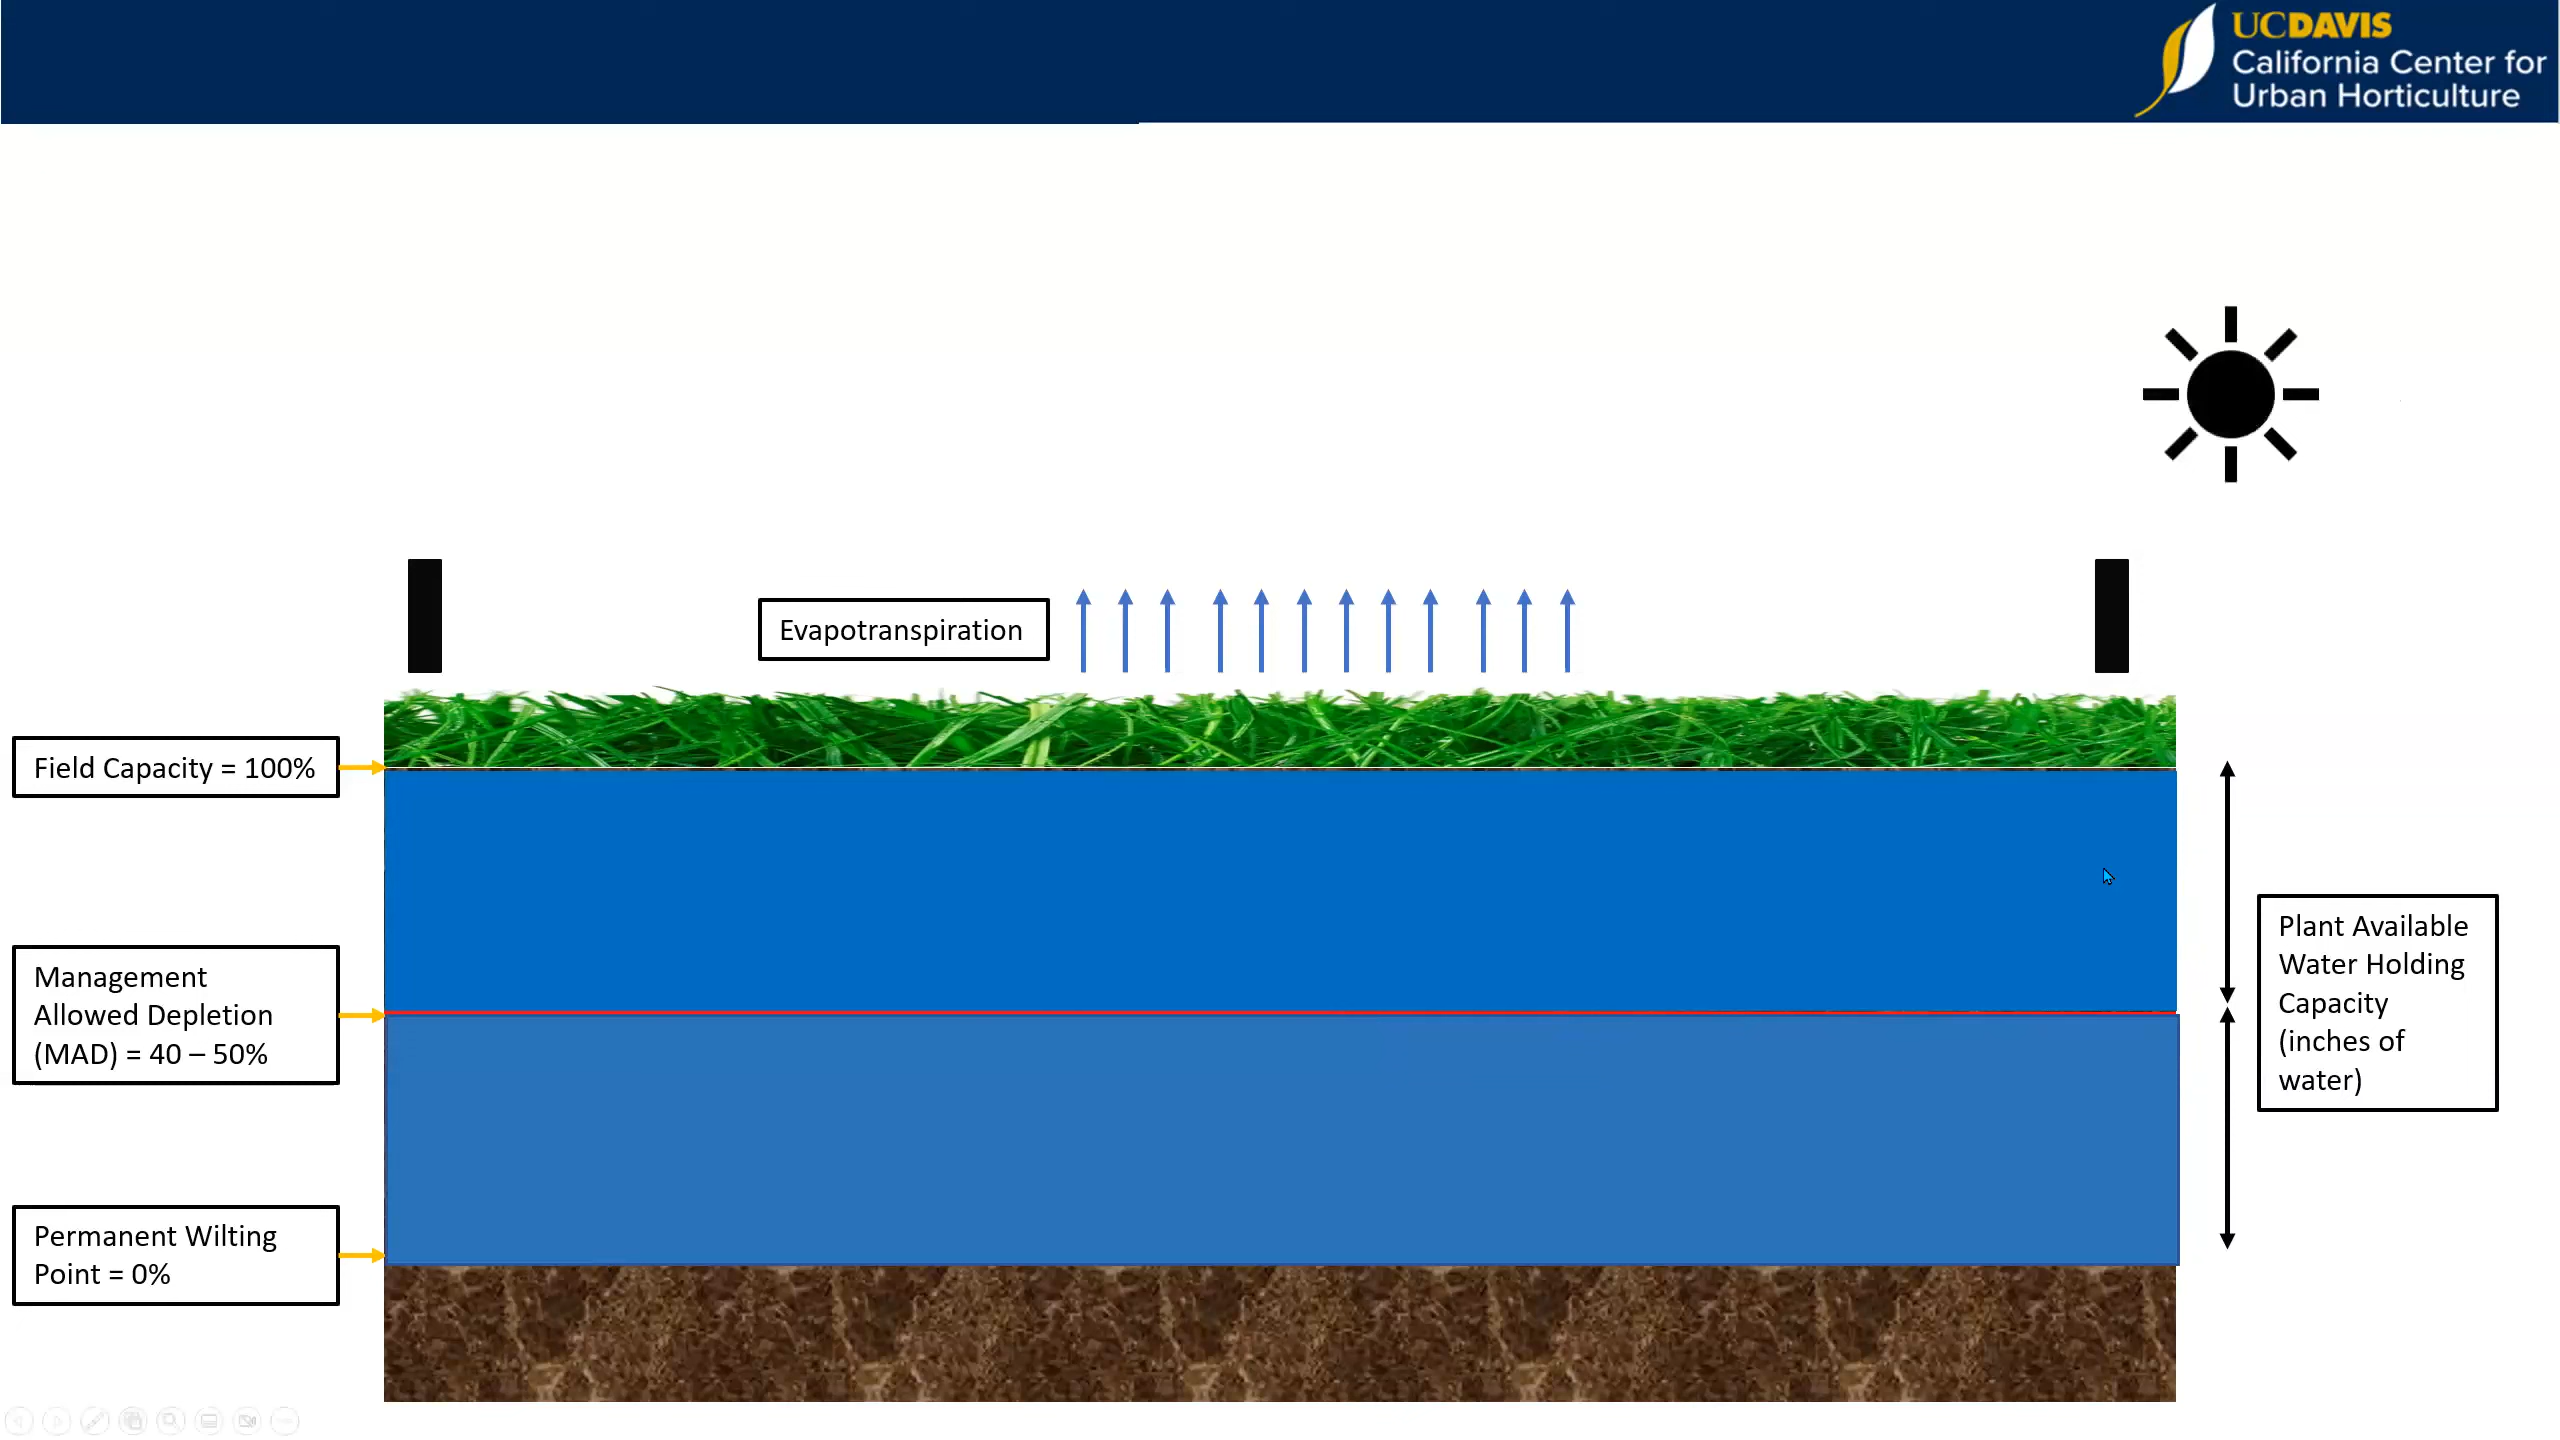 UCDAVIS
California Center for
Urban Horticulture
Evapotranspiration
Field Capacity = 100%
Management
Allowed Depletion
(MAD) = 40 – 50%
Plant Available
Water Holding
Capacity
(inches of
water)
Permanent Wilting
Point = 0%